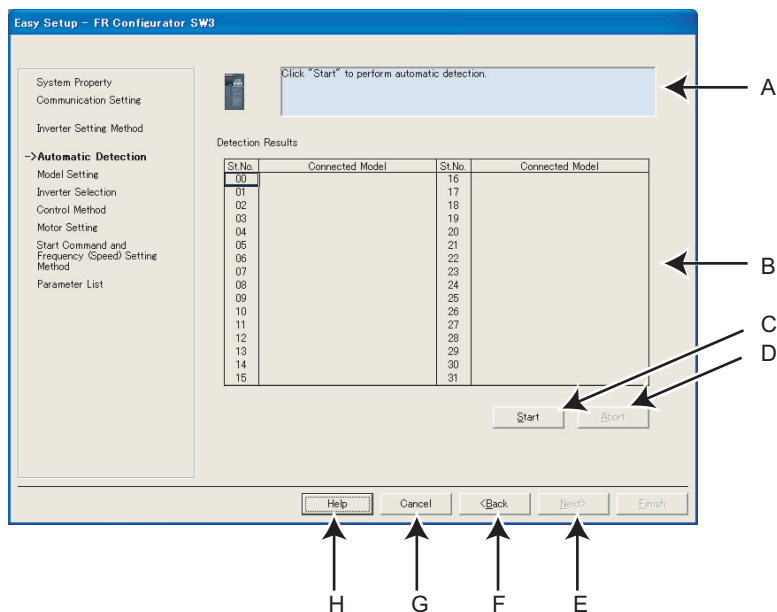 Easy Setup - FR Configurator SW3
System Property
Communication Setting
Inverter Setting Method
->Automatic Detection
Model Setting
Inverter Selection
Control Method
Motor Setting
Start Command and
Frequency (Speed) Setting
Method
Parameter List
Click "Start" to perform automatic detection.
A
Detection Results
St.No. Connected Model St.No. Connected Model
00 16
01 17
02 18
03 19
04 20
05 21
06 22
07 23
08 24
09 25
10 26
11 27
12 28
13 29
14 30
15 31
B
C
D
Start Abort
Help Cancel <Back Next> Finish
H G F E